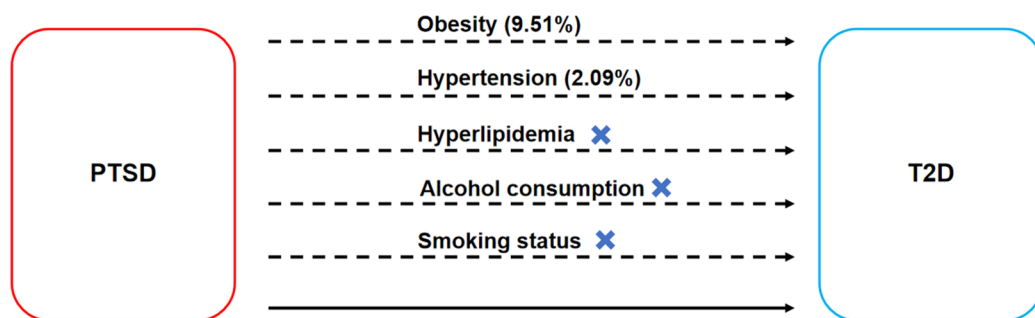 Obesity (9.51%)
Hypertension (2.09%)
Hyperlipidemia
PTSD
T2D
Alcohol consumption
Smoking status